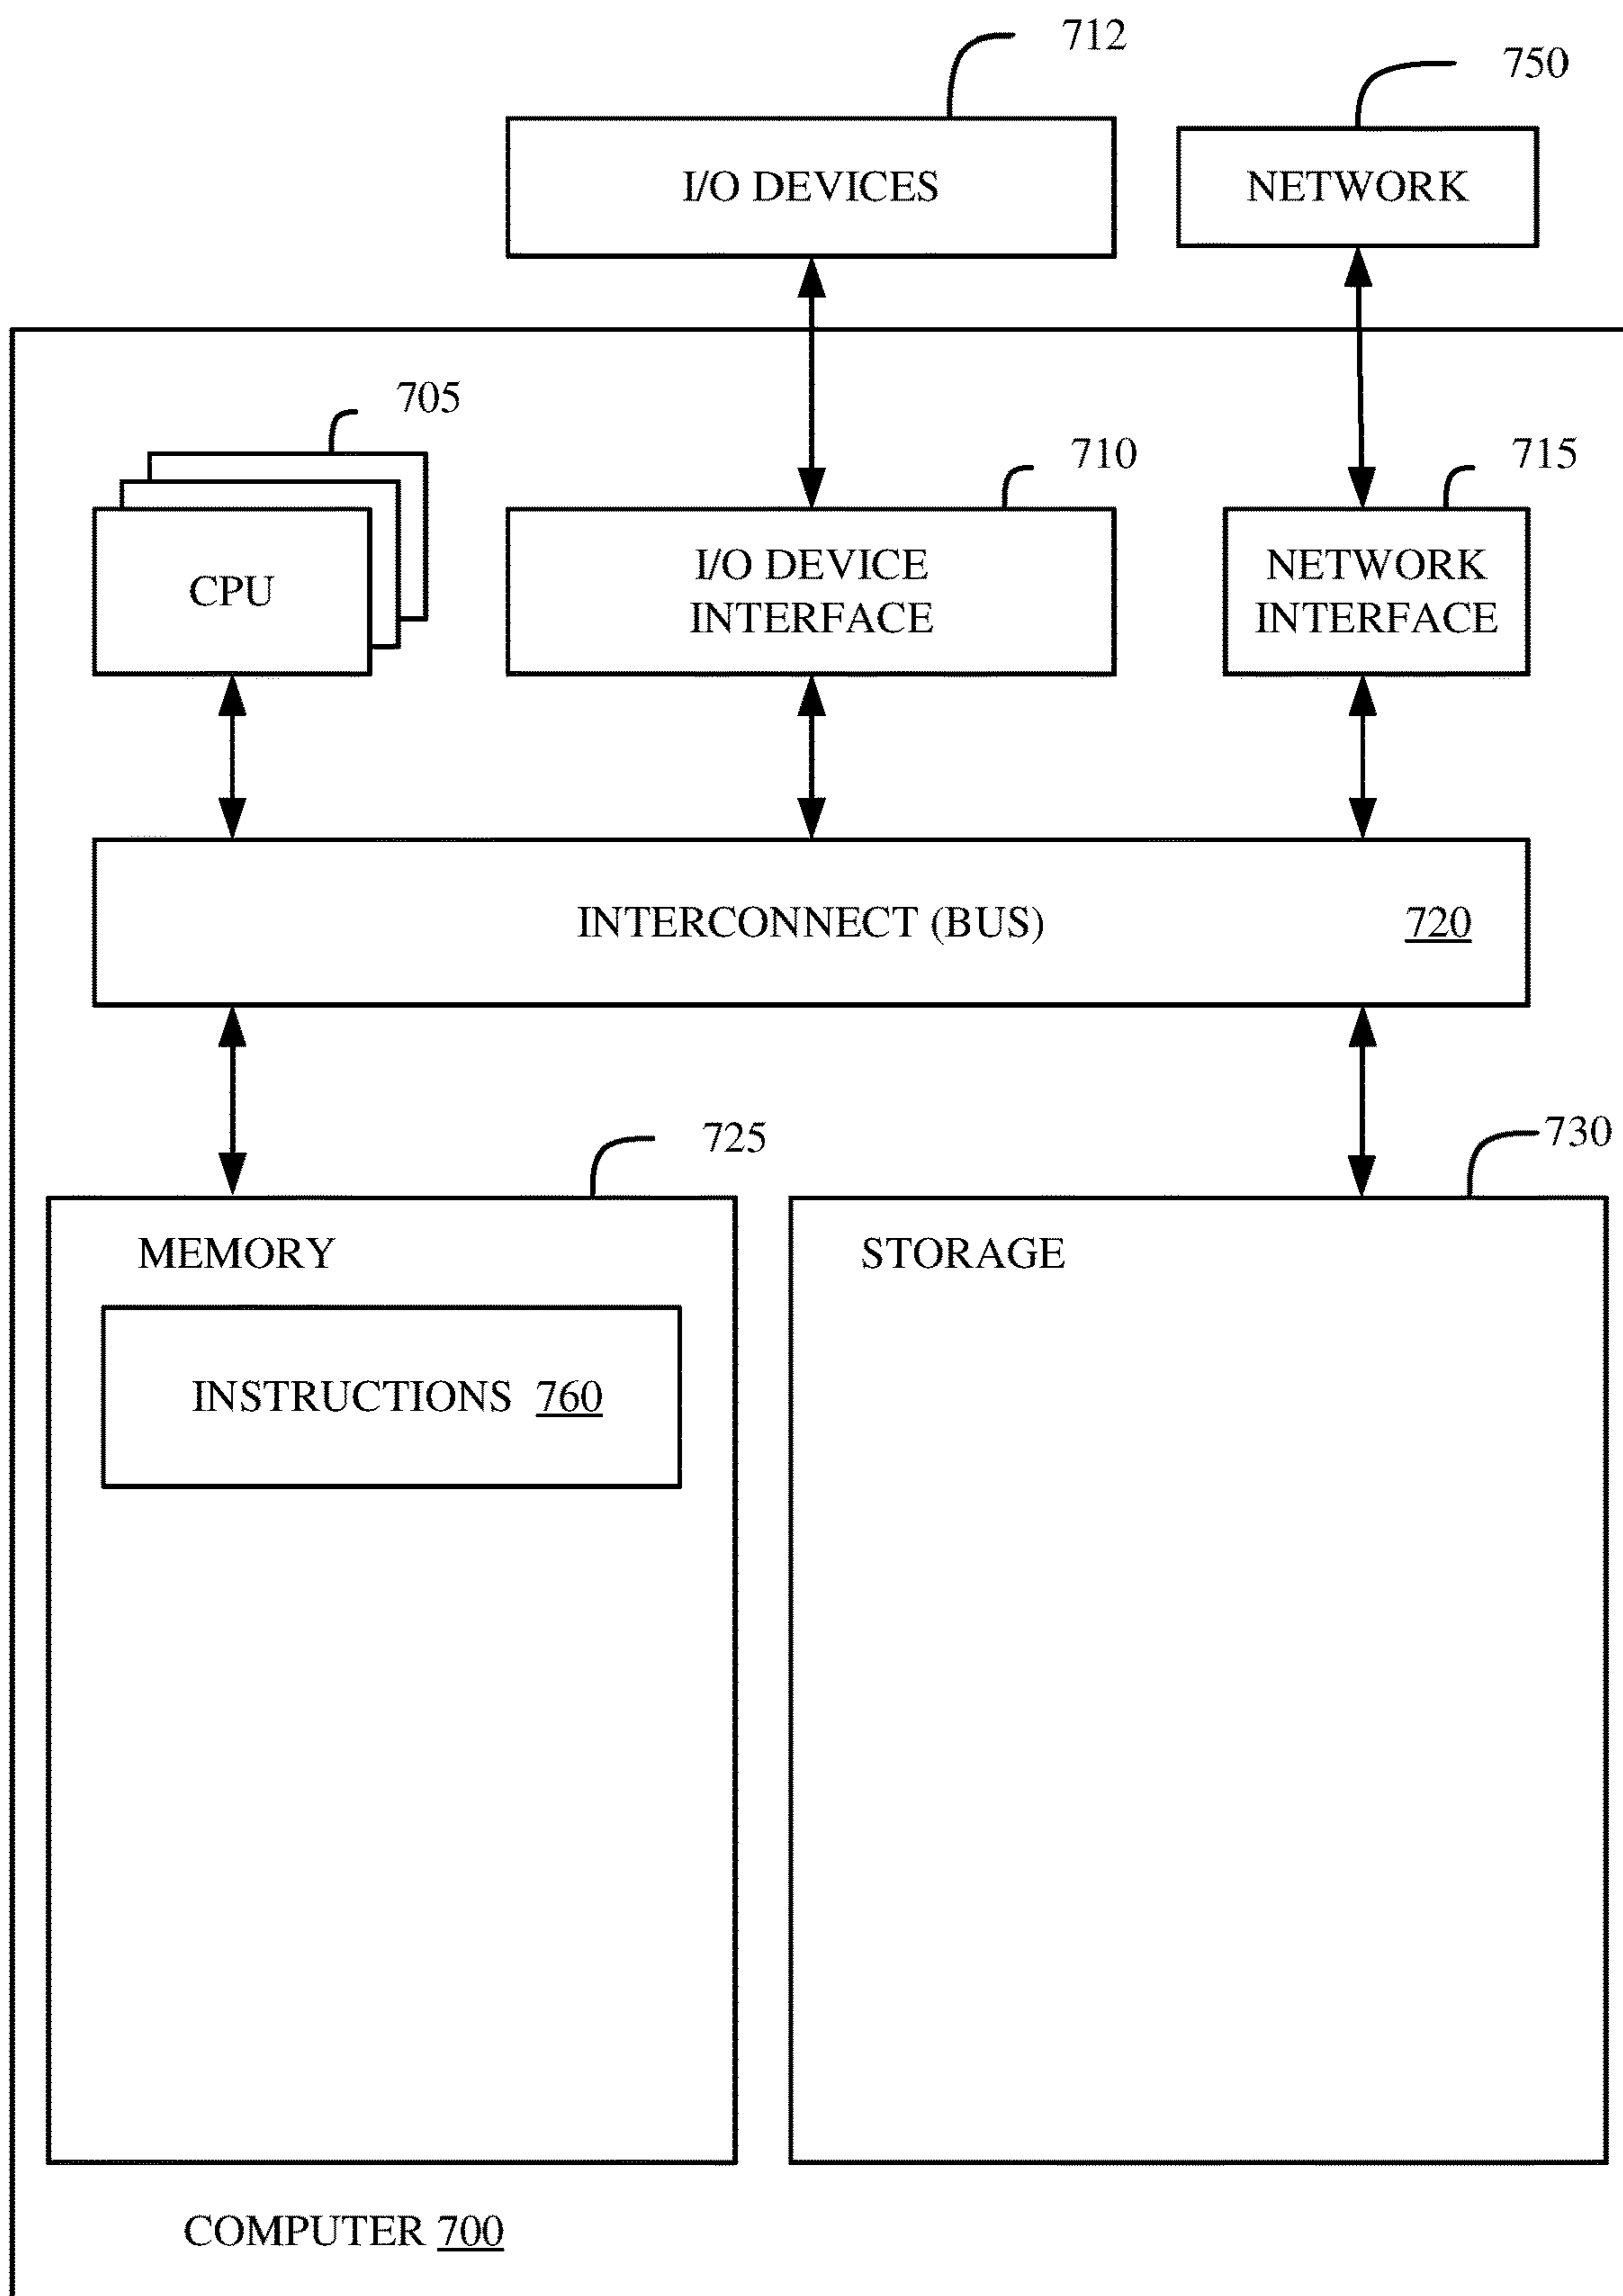 712
750
I/O DEVICES
NETWORK
705
710
715
CPU
I/O DEVICE
INTERFACE
NETWORK
INTERFACE
INTERCONNECT (BUS) 720
725
730
MEMORY
STORAGE
INSTRUCTIONS 760
COMPUTER 700